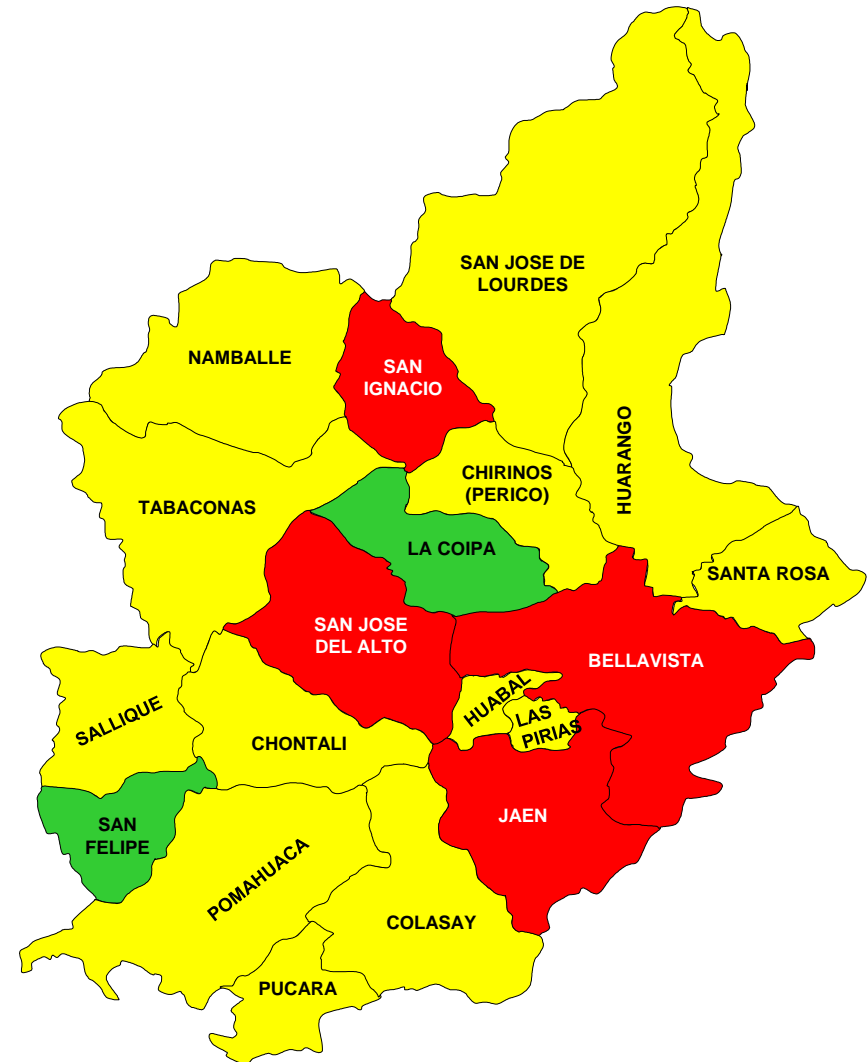 SAN JOSE DE
LOURDES
NAMBALLE
SAN
IGNACIO
HUARANGO
CHIRINOS
(PERICO)
TABACONAS
LA COIPA
SANTA ROSA
SAN JOSE
DEL ALTO
BELLAVISTA
HUABAL
SALLIQUE
LAS
PIRIAS
CHONTALI
JAEN
SAN
FELIPE
POMAHUACA
COLASAY
PUCARA